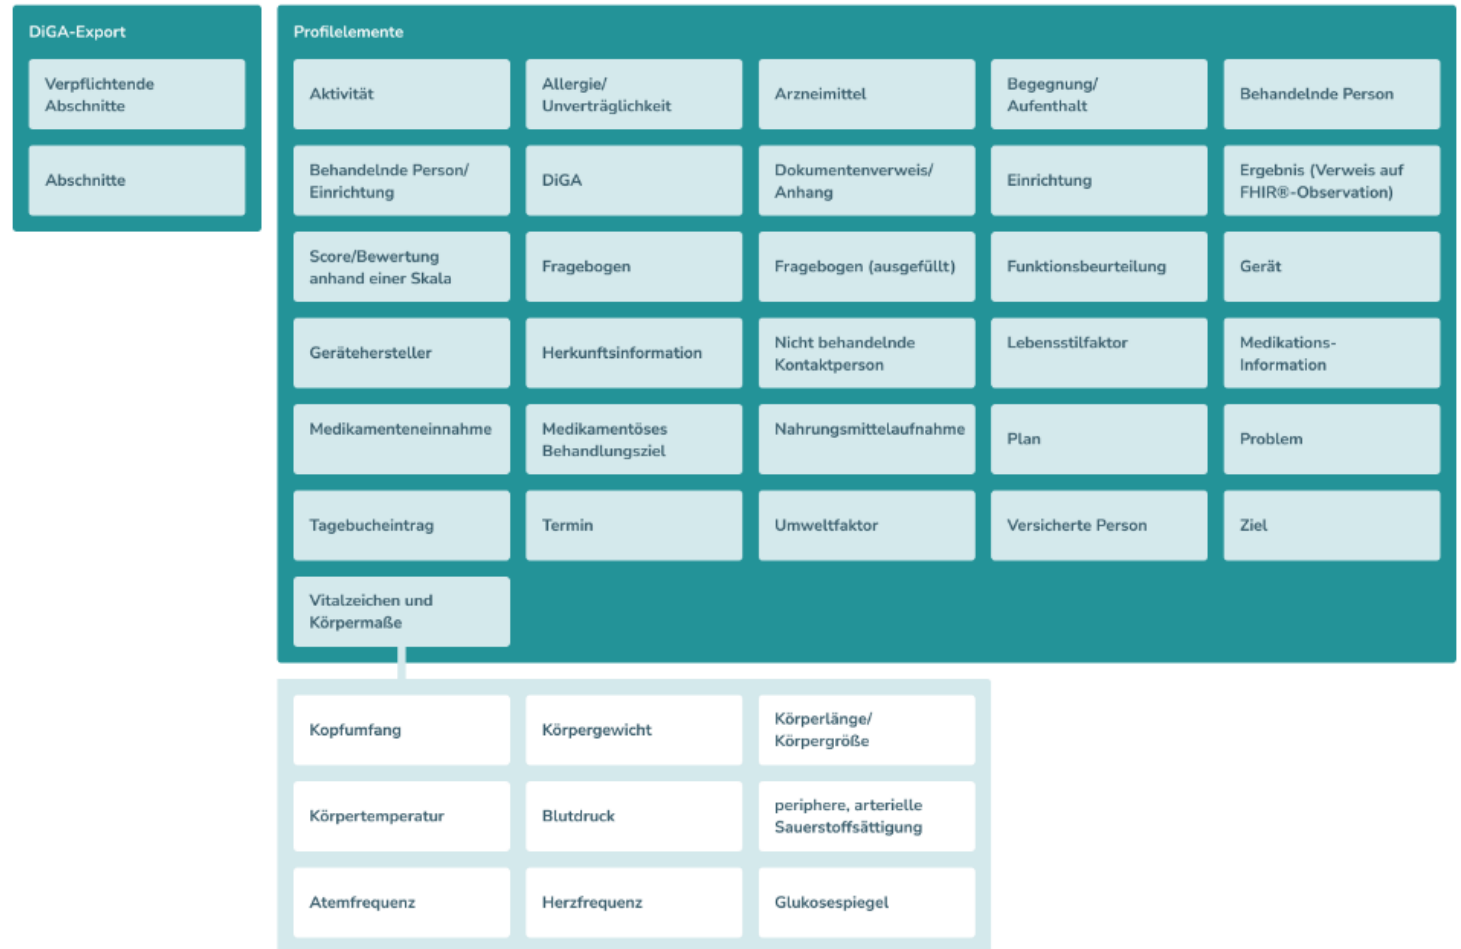 DiGA-Export
Verpflichtende
Abschnitte
Abschnitte
Profilelemente
Aktivität
Allergie/
Unverträglichkeit
Arzneimittel
Begegnung/
Aufenthalt
Behandelnde Person
Behandelnde Person/
Einrichtung
DiGA
Dokumentenverweis/
Anhang
Einrichtung
Ergebnis (Verweis auf
FHIR®-Observation)
Score/Bewertung
anhand einer Skala
Fragebogen
Fragebogen (ausgefüllt)
Funktionsbeurteilung
Gerät
Gerätehersteller
Herkunftsinformation
Nicht behandelnde
Kontaktperson
Lebensstilfaktor
Medikations-
Information
Medikamenteneinnahme
Medikamentöses
Behandlungsziel
Nahrungsmittelaufnahme
Plan
Problem
Tagebucheintrag
Termin
Umweltfaktor
Versicherte Person
Ziel
Vitalzeichen und
Körpermaße
Kopfumfang
Körpergewicht
Körperlänge/
Körpergröße
Körpertemperatur
Blutdruck
periphere, arterielle
Sauerstoffsättigung
Atemfrequenz
Herzfrequenz
Glukosespiegel